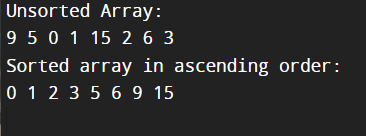 Unsorted Array:
9 5 0 1 15 2 6 3
Sorted array in ascending order:
0 1 2 3 5 6 9 15